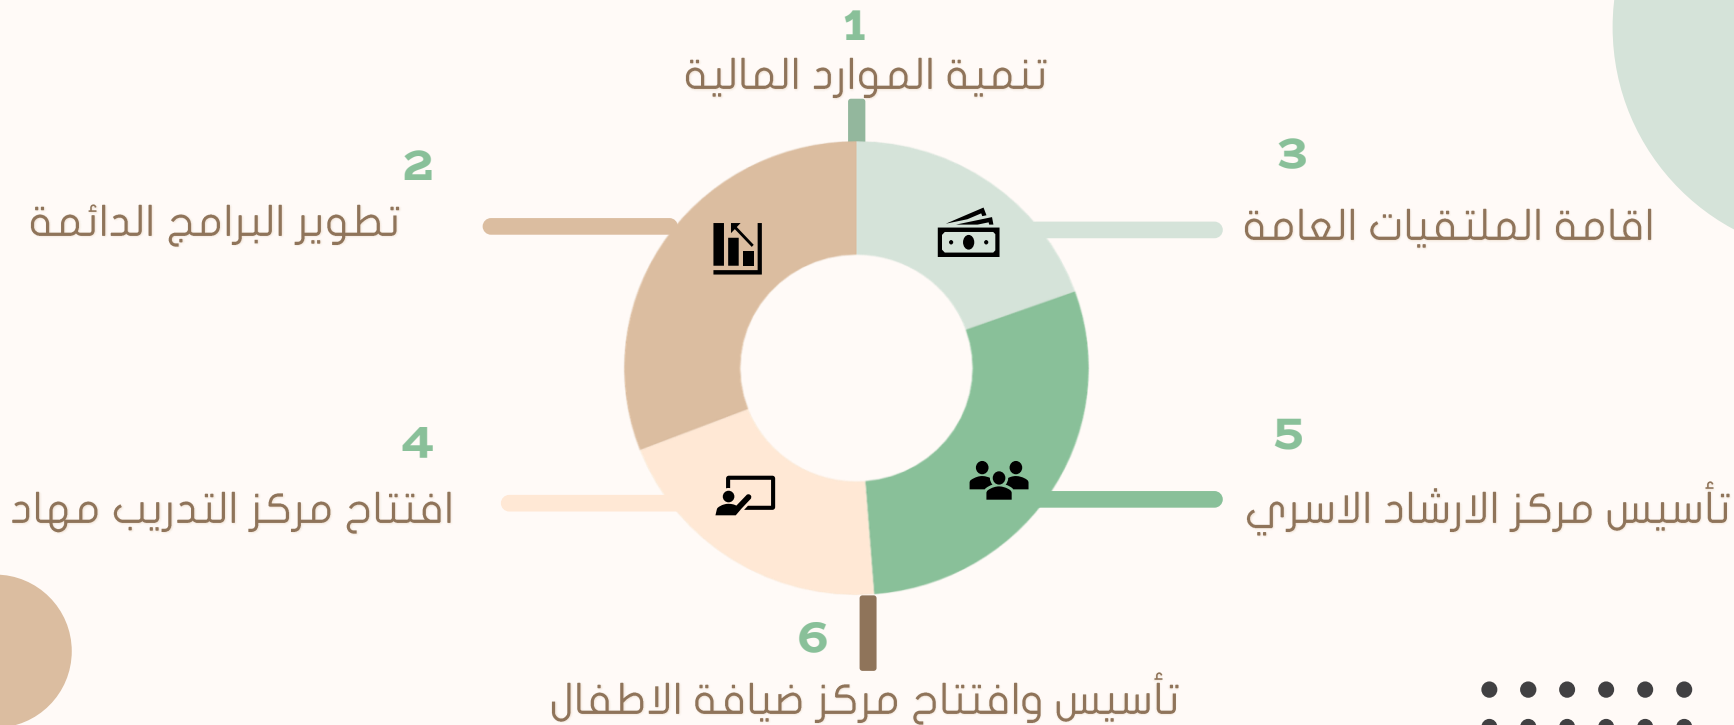 1
تنمية الموارد المالية
2
تطوير البرامج الدائمة
3
اقامة الملتقيات العامة
4
افتتاح مركز التدريب مهاد
5
تأسيس مركز الارشاد الاسري
6
تأسيس وافتتاح مركز ضيافة الاطفال